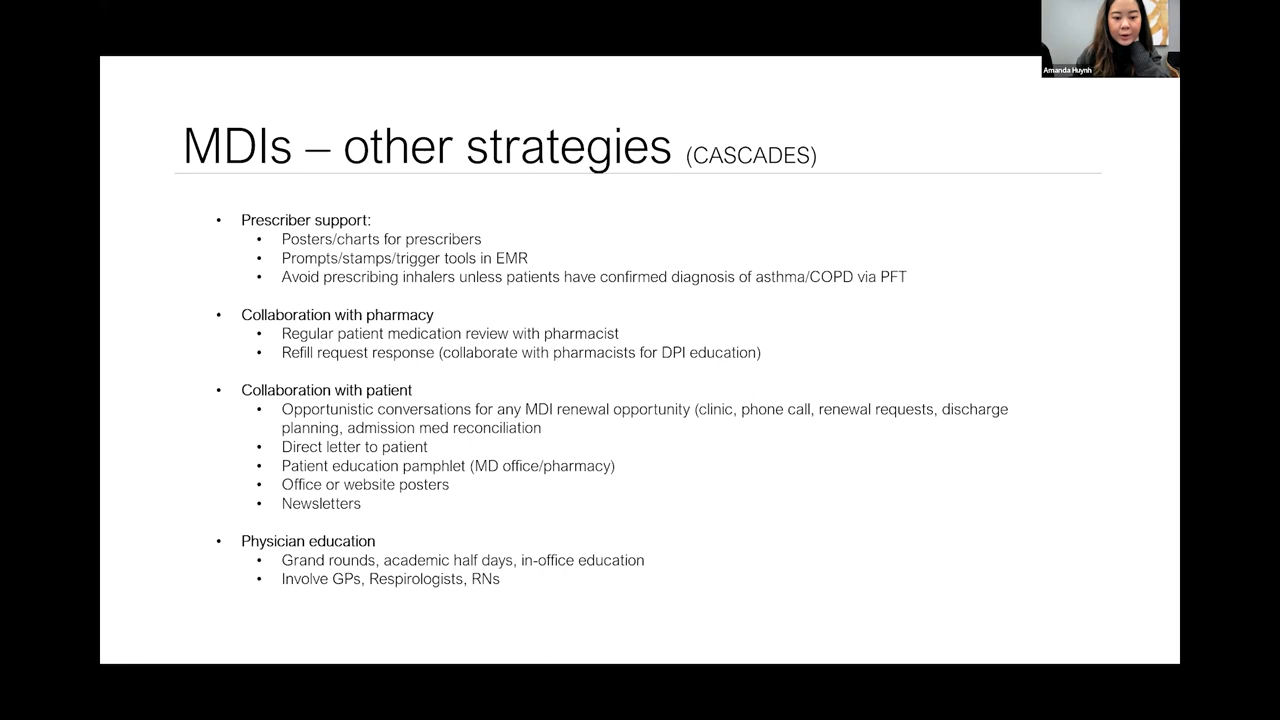 Amanda Huynh
MDIs – other strategies (CASCADES)
• Prescriber support:
• Posters/charts for prescribers
• Prompts/stamps/trigger tools in EMR
• Avoid prescribing inhalers unless patients have confirmed diagnosis of asthma/COPD via PFT
• Collaboration with pharmacy
• Regular patient medication review with pharmacist
• Refill request response (collaborate with pharmacists for DPI education)
• Collaboration with patient
• Opportunistic conversations for any MDI renewal opportunity (clinic, phone call, renewal requests, discharge
planning, admission med reconciliation
• Direct letter to patient
• Patient education pamphlet (MD office/pharmacy)
• Office or website posters
• Newsletters
• Physician education
• Grand rounds, academic half days, in-office education
• Involve GPs, Respirologists, RNs